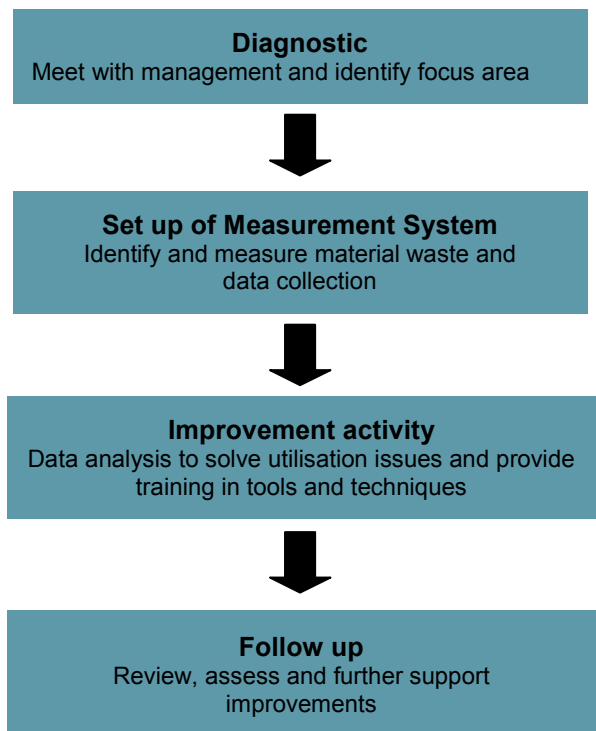 Diagnostic
Meet with management and identify focus area
Set up of Measurement System
Identify and measure material waste and
data collection
Improvement activity
Data analysis to solve utilisation issues and provide
training in tools and techniques
Follow up
Review, assess and further support
improvements